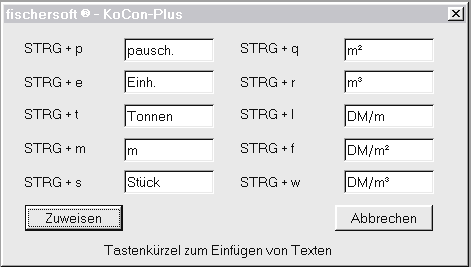 fischersoft ® - KoCon-Plus
STRG + p pausch. STRG + q m²
STRG + e Einh. STRG + r m³
STRG + t Tonnen STRG + l DM/m
STRG + m m STRG + f DM/m²
STRG + s Stück STRG + w DM/m³
Zuweisen Abbrechen
Tastenkürzel zum Einfügen von Texten